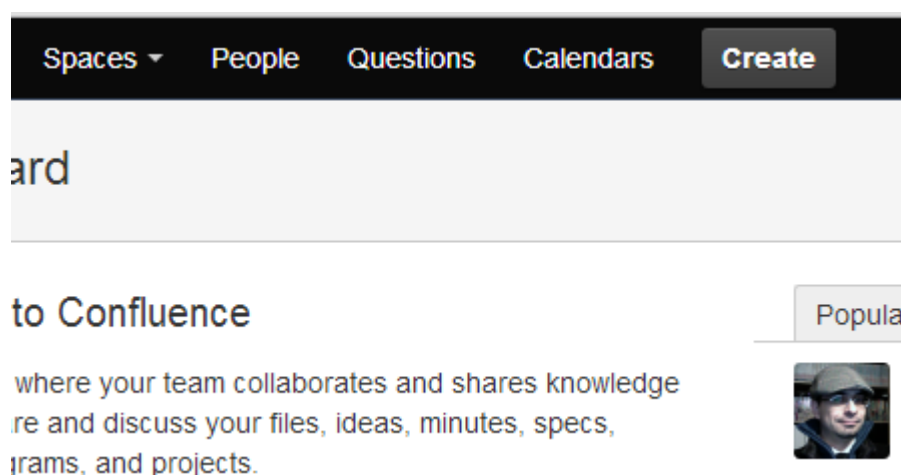 Spaces People Questions Calendars Create
ard
to Confluence
Popula
where your team collaborates and shares knowledge
re and discuss your files, ideas, minutes, specs,
grams, and projects.